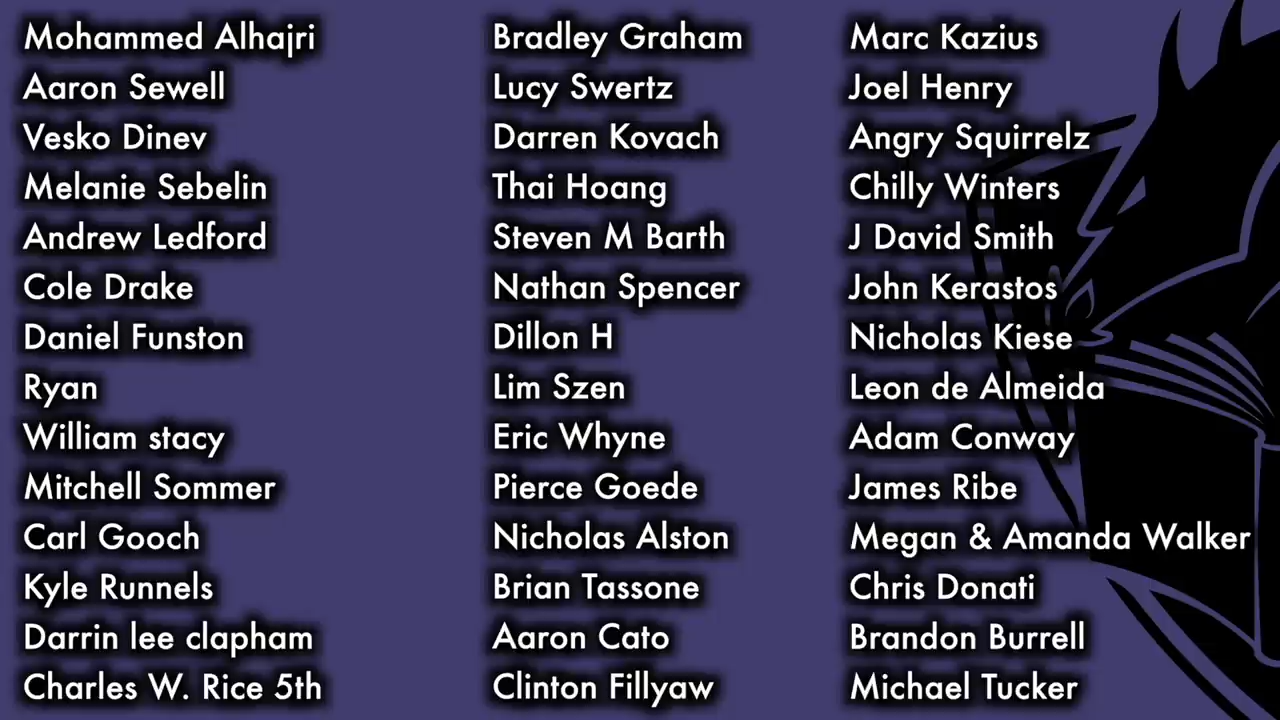 Mohammed Alhajri
Aaron Sewell
Vesko Dinev
Melanie Sebelin
Andrew Ledford
Cole Drake
Daniel Funston
Ryan
William stacy
Mitchell Sommer
Carl Gooch
Kyle Runnels
Darrin lee clapham
Charles W. Rice 5th
Bradley Graham
Lucy Swertz
Darren Kovach
Thai Hoang
Steven M Barth
Nathan Spencer
Dillon H
Lim Szen
Eric Whyne
Pierce Goede
Nicholas Alston
Brian Tassone
Aaron Cato
Clinton Fillyaw
Marc Kazius
Joel Henry
Angry Squirrelz
Chilly Winters
J David Smith
John Kerastos
Nicholas Kiese
Leon de Almeida
Adam Conway
James Ribe
Megan & Amanda Walker
Chris Donati
Brandon Burrell
Michael Tucker